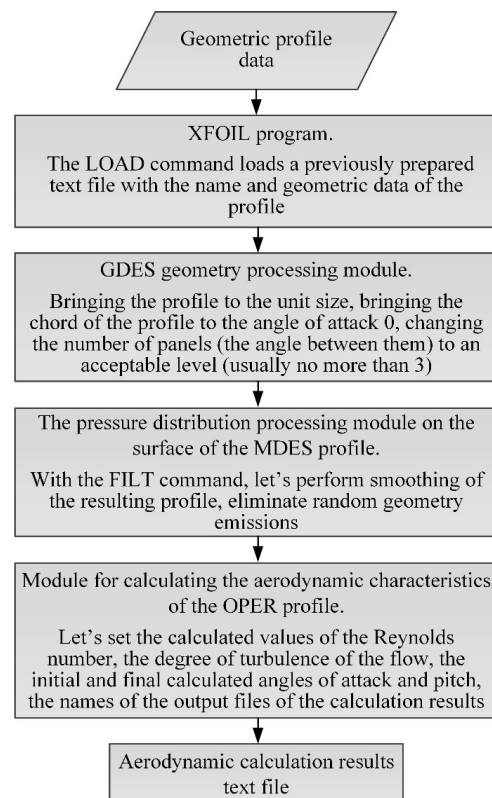 Geometric profile
data
XFOIL program.
The LOAD command loads a previously prepared
text file with the name and geometric data of the
profile
GDES geometry processing module.
Bringing the profile to the unit size, bringing the
chord of the profile to the angle of attack 0, changing
the number of panels (the angle between them) to an
acceptable level (usually no more than 3)
The pressure distribution processing module on the
surface of the MDES profile.
With the FILT command, let's perform smoothing of
the resulting profile, eliminate random geometry
emissions
Module for calculating the aerodynamic characteristics
of the OPER profile.
Let's set the calculated values of the Reynolds
number, the degree of turbulence of the flow, the
initial and final calculated angles of attack and pitch,
the names of the output files of the calculation results
Aerodynamic calculation results
text file